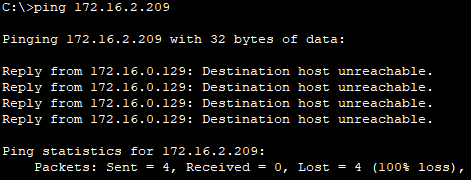 C:\>ping 172.16.2.209
Pinging 172.16.2.209 with 32 bytes of data:
Reply from 172.16.0.129: Destination host unreachable.
Reply from 172.16.0.129: Destination host unreachable.
Reply from 172.16.0.129: Destination host unreachable.
Reply from 172.16.0.129: Destination host unreachable.
Ping statistics for 172.16.2.209:
Packets: Sent = 4, Received = 0, Lost = 4 (100% loss),